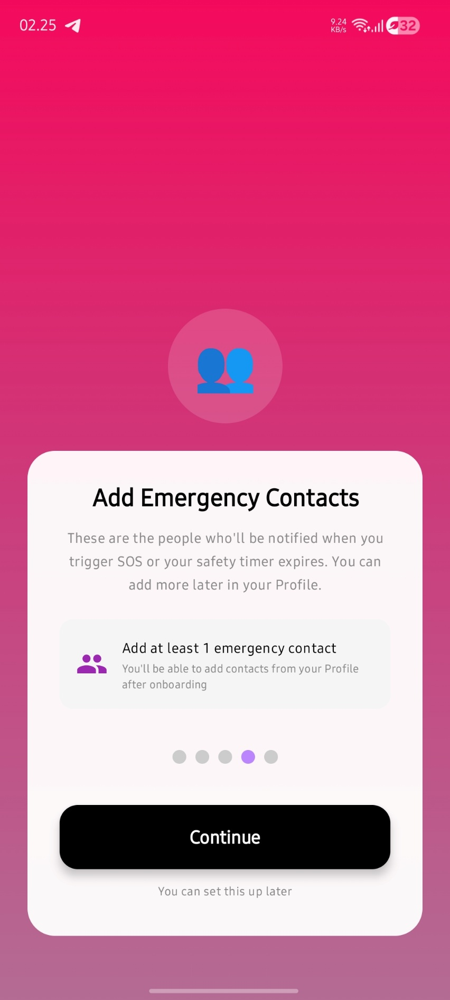 02.25
9.24
KB/s
32
Add Emergency Contacts
These are the people who'll be notified when you
trigger SOS or your safety timer expires. You can
add more later in your Profile.
Add at least 1 emergency contact
You'll be able to add contacts from your Profile
after onboarding
Continue
You can set this up later